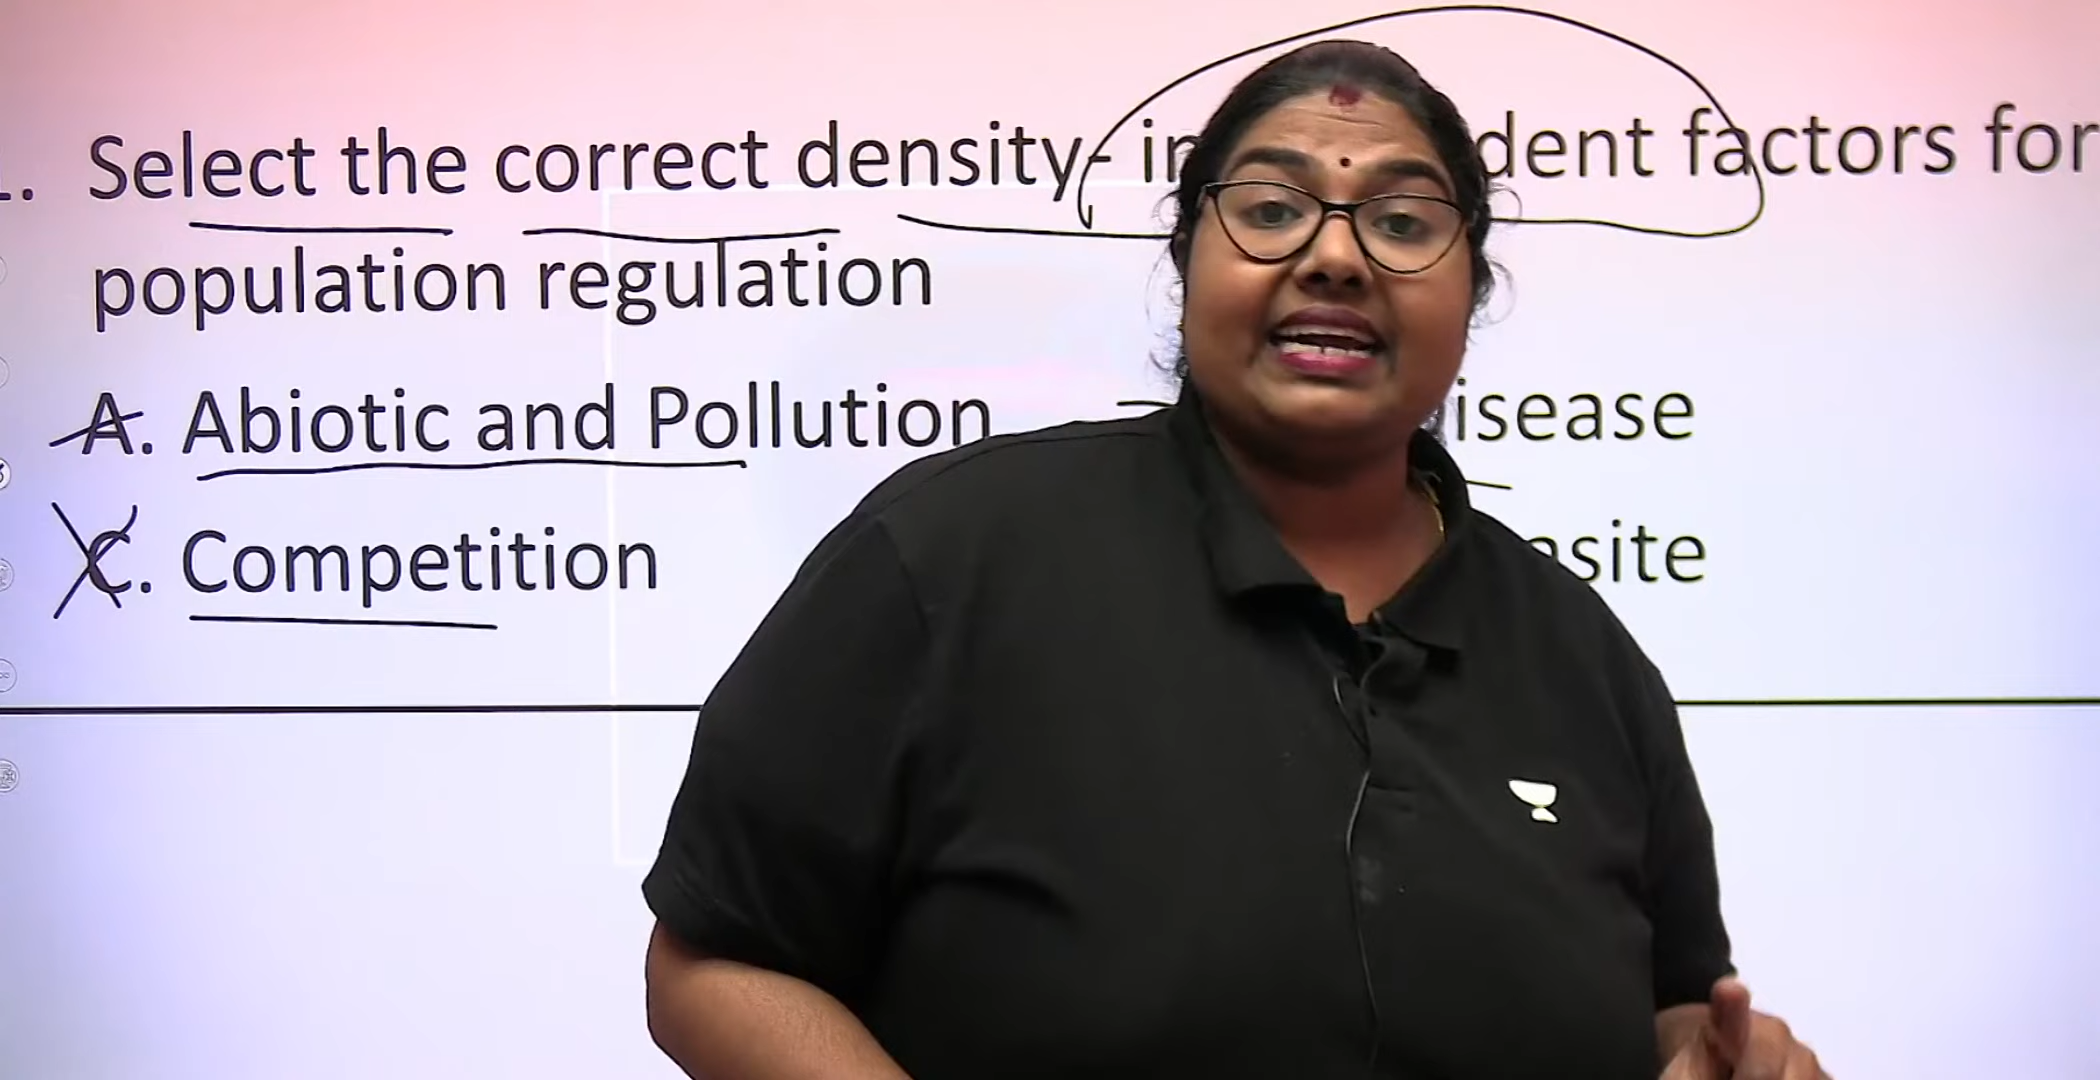 . Select the correct density- in dent factors for
population regulation
A. Abiotic and Pollution isease
C. Competition site